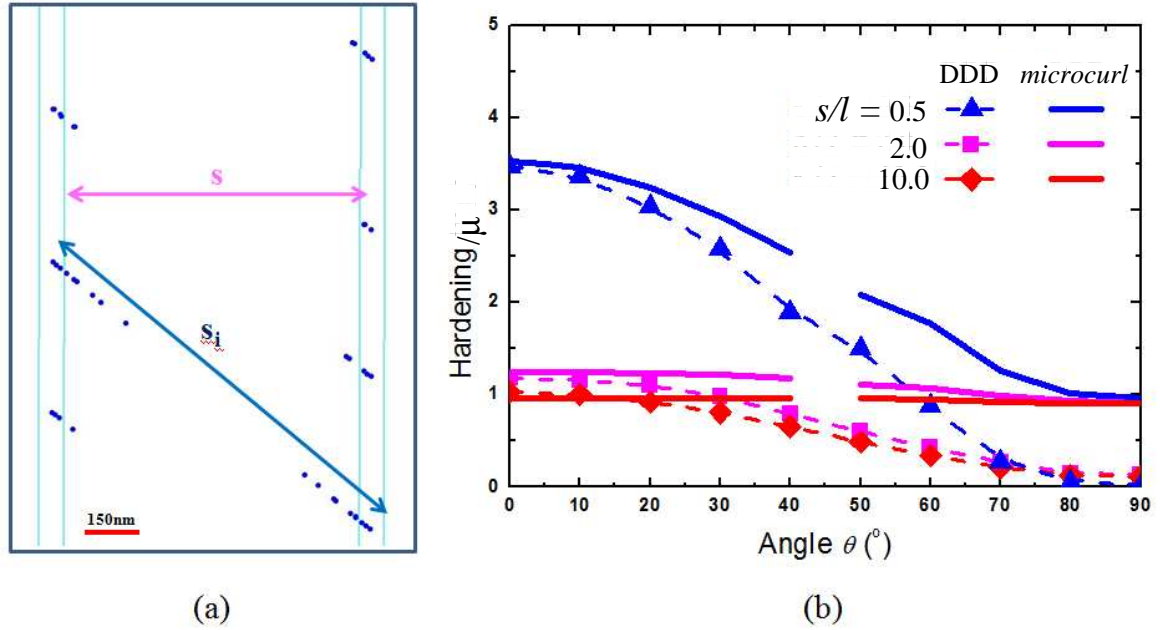 s
s_i
150nm
(a)
5
4
3
2
1
0
Hardening/μ
DDD microcurl
s/l = 0.5
2.0
10.0
0 10 20 30 40 50 60 70 80 90
Angle θ (°)
(b)